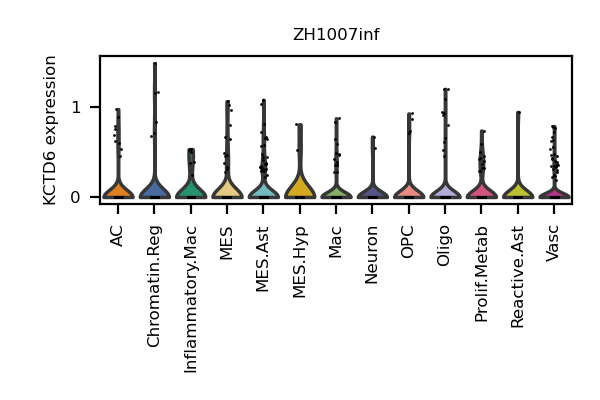 ZH1007inf
KCTD6 expression
1
0
AC
Chromatin.Reg
Inflammatory.Mac
MES
MES.Ast
MES.Hyp
Mac
Neuron
OPC
Oligo
Prolif.Metab
Reactive.Ast
Vasc